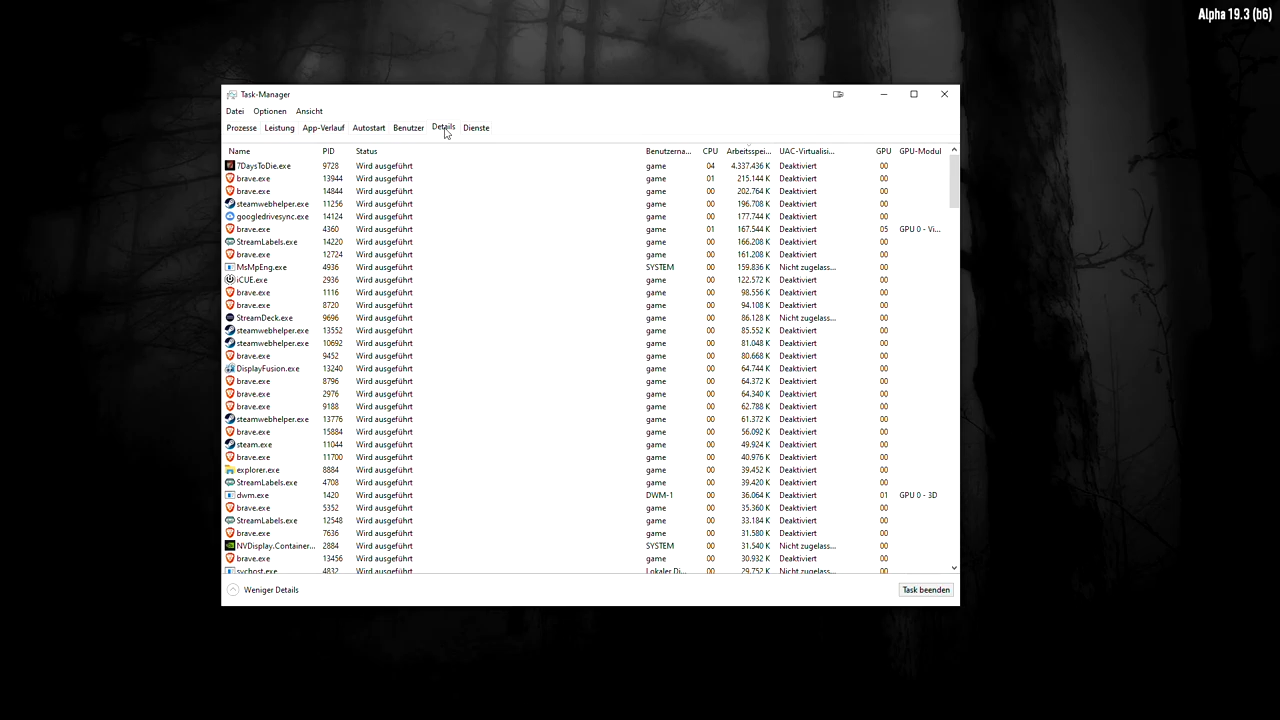 Alpha 19.3 (b6)
Task-Manager
Datei Optionen Ansicht
Prozesse Leistung App-Verlauf Autostart Benutzer Details Dienste
Name PID Status Benutzerna... CPU Arbeitsspei... UAC-Virtualisi... GPU GPU-Modul
7DaysToDie.exe 9728 Wird ausgeführt game 04 4.337.436 K Deaktiviert 00
brave.exe 13944 Wird ausgeführt game 01 215.144 K Deaktiviert 00
brave.exe 14844 Wird ausgeführt game 00 202.764 K Deaktiviert 00
steamwebhelper.exe 11256 Wird ausgeführt game 00 196.708 K Deaktiviert 00
googledrivesync.exe 14124 Wird ausgeführt game 00 177.744 K Deaktiviert 00
brave.exe 4360 Wird ausgeführt game 01 167.544 K Deaktiviert 05 GPU 0 - Vi...
StreamLabels.exe 14220 Wird ausgeführt game 00 166.208 K Deaktiviert 00
brave.exe 12724 Wird ausgeführt game 00 161.208 K Deaktiviert 00
MsMpEng.exe 4936 Wird ausgeführt SYSTEM 00 159.836 K Nicht zugelass... 00
iCUE.exe 2936 Wird ausgeführt game 00 122.572 K Deaktiviert 00
brave.exe 1116 Wird ausgeführt game 00 98.556 K Deaktiviert 00
brave.exe 8720 Wird ausgeführt game 00 94.108 K Deaktiviert 00
StreamDeck.exe 9696 Wird ausgeführt game 00 86.128 K Nicht zugelass... 00
steamwebhelper.exe 13552 Wird ausgeführt game 00 85.552 K Deaktiviert 00
steamwebhelper.exe 10692 Wird ausgeführt game 00 81.048 K Deaktiviert 00
brave.exe 9452 Wird ausgeführt game 00 80.668 K Deaktiviert 00
DisplayFusion.exe 13240 Wird ausgeführt game 00 64.744 K Deaktiviert 00
brave.exe 8796 Wird ausgeführt game 00 64.372 K Deaktiviert 00
brave.exe 2976 Wird ausgeführt game 00 64.340 K Deaktiviert 00
brave.exe 9188 Wird ausgeführt game 00 62.788 K Deaktiviert 00
steamwebhelper.exe 13776 Wird ausgeführt game 00 61.372 K Deaktiviert 00
brave.exe 15884 Wird ausgeführt game 00 56.092 K Deaktiviert 00
steam.exe 11044 Wird ausgeführt game 00 49.924 K Deaktiviert 00
brave.exe 11700 Wird ausgeführt game 00 40.976 K Deaktiviert 00
explorer.exe 8884 Wird ausgeführt game 00 39.452 K Deaktiviert 00
StreamLabels.exe 4708 Wird ausgeführt game 00 39.420 K Deaktiviert 00
dwm.exe 1420 Wird ausgeführt DWM-1 00 36.064 K Deaktiviert 01 GPU 0 - 3D
brave.exe 5352 Wird ausgeführt game 00 35.360 K Deaktiviert 00
StreamLabels.exe 12548 Wird ausgeführt game 00 33.184 K Deaktiviert 00
brave.exe 7636 Wird ausgeführt game 00 31.580 K Deaktiviert 00
NVDisplay.Container... 2884 Wird ausgeführt SYSTEM 00 31.540 K Nicht zugelass... 00
brave.exe 13456 Wird ausgeführt game 00 30.932 K Deaktiviert 00
svchost.exe 4832 Wird ausgeführt Lokaler Di... 00 29.752 K Nicht zugelass... 00
Weniger Details Task beenden